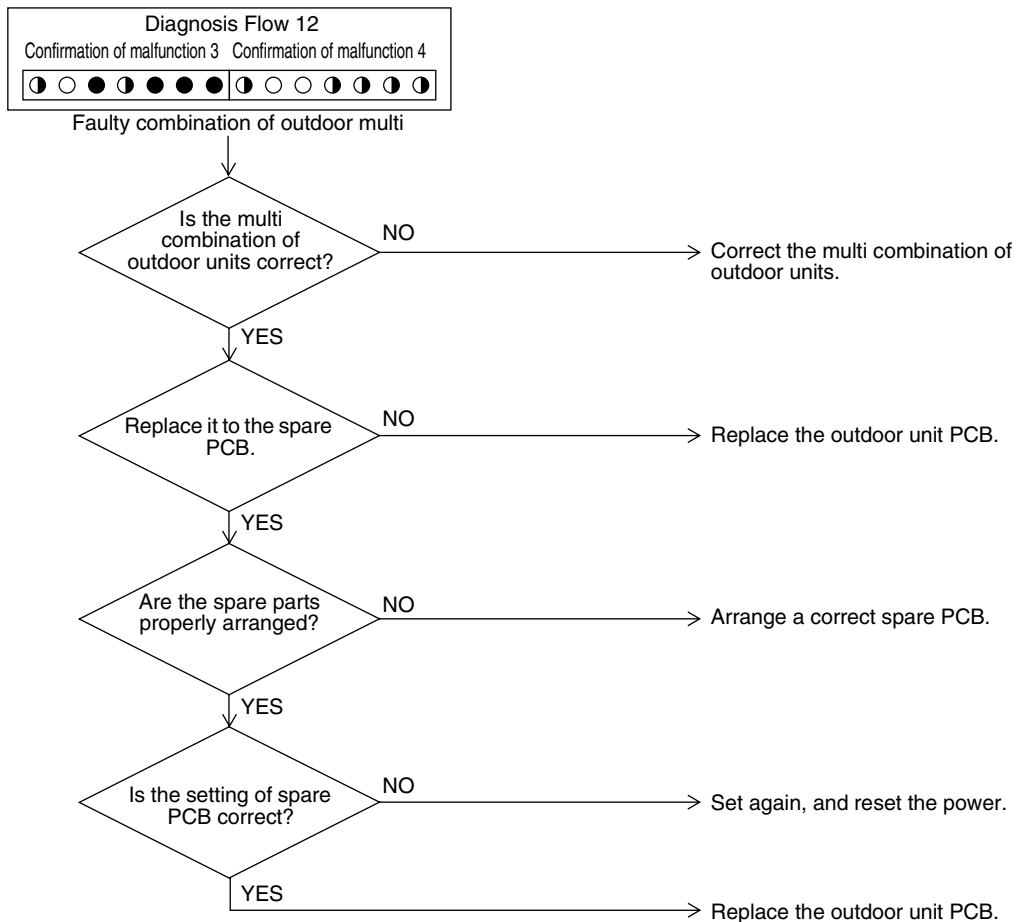 Diagnosis Flow 12
Confirmation of malfunction 3 Confirmation of malfunction 4
Faulty combination of outdoor multi
Is the multi
combination of
outdoor units correct?
NO
Correct the multi combination of
outdoor units.
YES
Replace it to the spare
PCB.
NO
Replace the outdoor unit PCB.
YES
Are the spare parts
properly arranged?
NO
Arrange a correct spare PCB.
YES
Is the setting of spare
PCB correct?
NO
Set again, and reset the power.
YES
Replace the outdoor unit PCB.